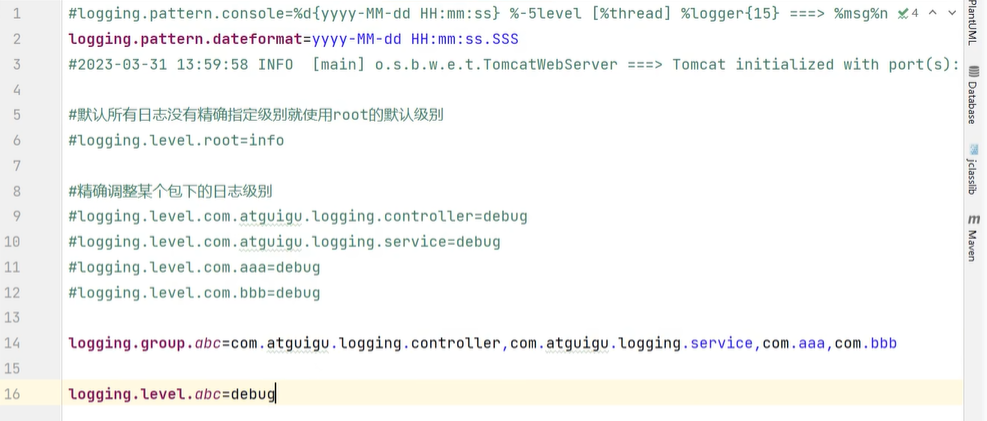 1 #logging.pattern.console=%d{yyyy-MM-dd HH:mm:ss} %-5level [%thread] %logger{15} ===> %msg%n 4
2 logging.pattern.dateformat=yyyy-MM-dd HH:mm:ss.SSS
3 #2023-03-31 13:59:58 INFO  [main] o.s.b.w.e.t.TomcatWebServer ===> Tomcat initialized with port(s):
4
5 #默认所有日志没有精确指定级别就使用root的默认级别
6 #logging.level.root=info
7
8 #精确调整某个包下的日志级别
9 #logging.level.com.atguigu.logging.controller=debug
10 #logging.level.com.atguigu.logging.service=debug
11 #logging.level.com.aaa=debug
12 #logging.level.com.bbb=debug
13
14 logging.group.abc=com.atguigu.logging.controller,com.atguigu.logging.service,com.aaa,com.bbb
15
16 logging.level.abc=debug
PlantUML
Database
jclasslib
Maven